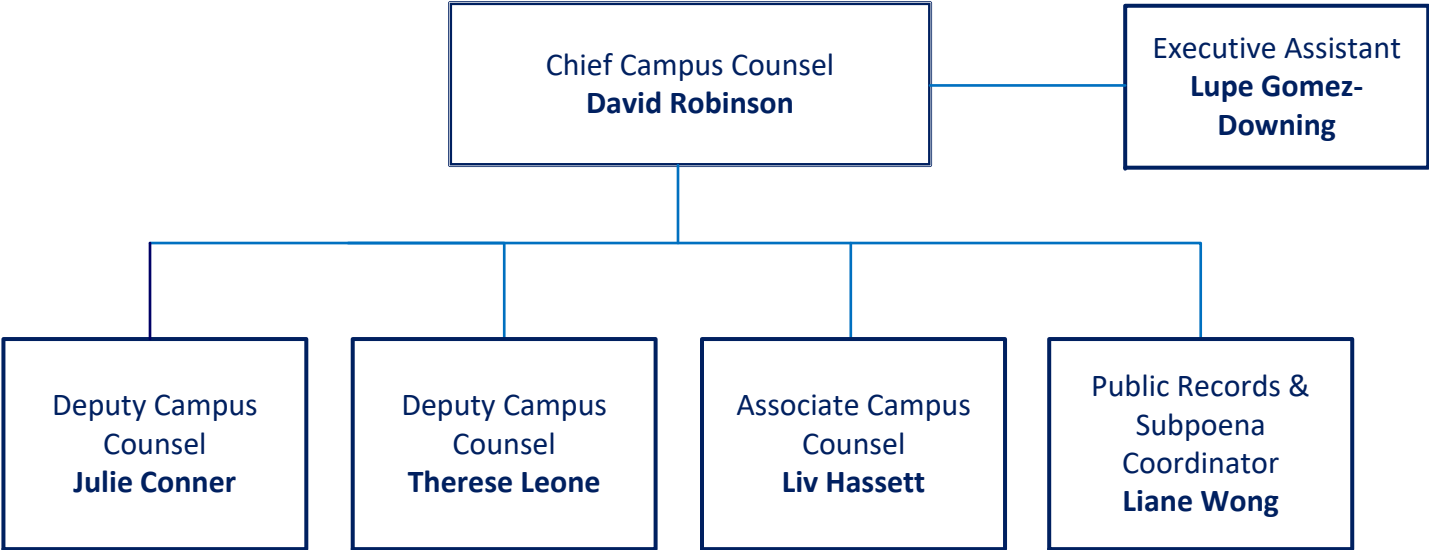 Chief Campus Counsel
David Robinson
Executive Assistant
Lupe Gomez-
Downing
Deputy Campus
Counsel
Julie Conner
Deputy Campus
Counsel
Therese Leone
Associate Campus
Counsel
Liv Hassett
Public Records &
Subpoena
Coordinator
Liane Wong